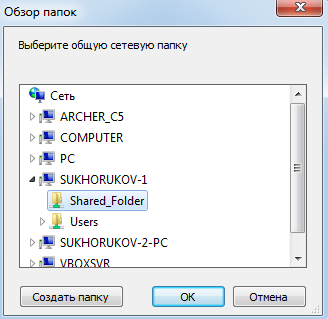 Обзор папок
Выберите общую сетевую папку
Сеть
ARCHER_C5
COMPUTER
PC
SUKHORUKOV-1
Shared_Folder
Users
SUKHORUKOV-2-PC
VBOXSVR
Создать папку
OK
Отмена